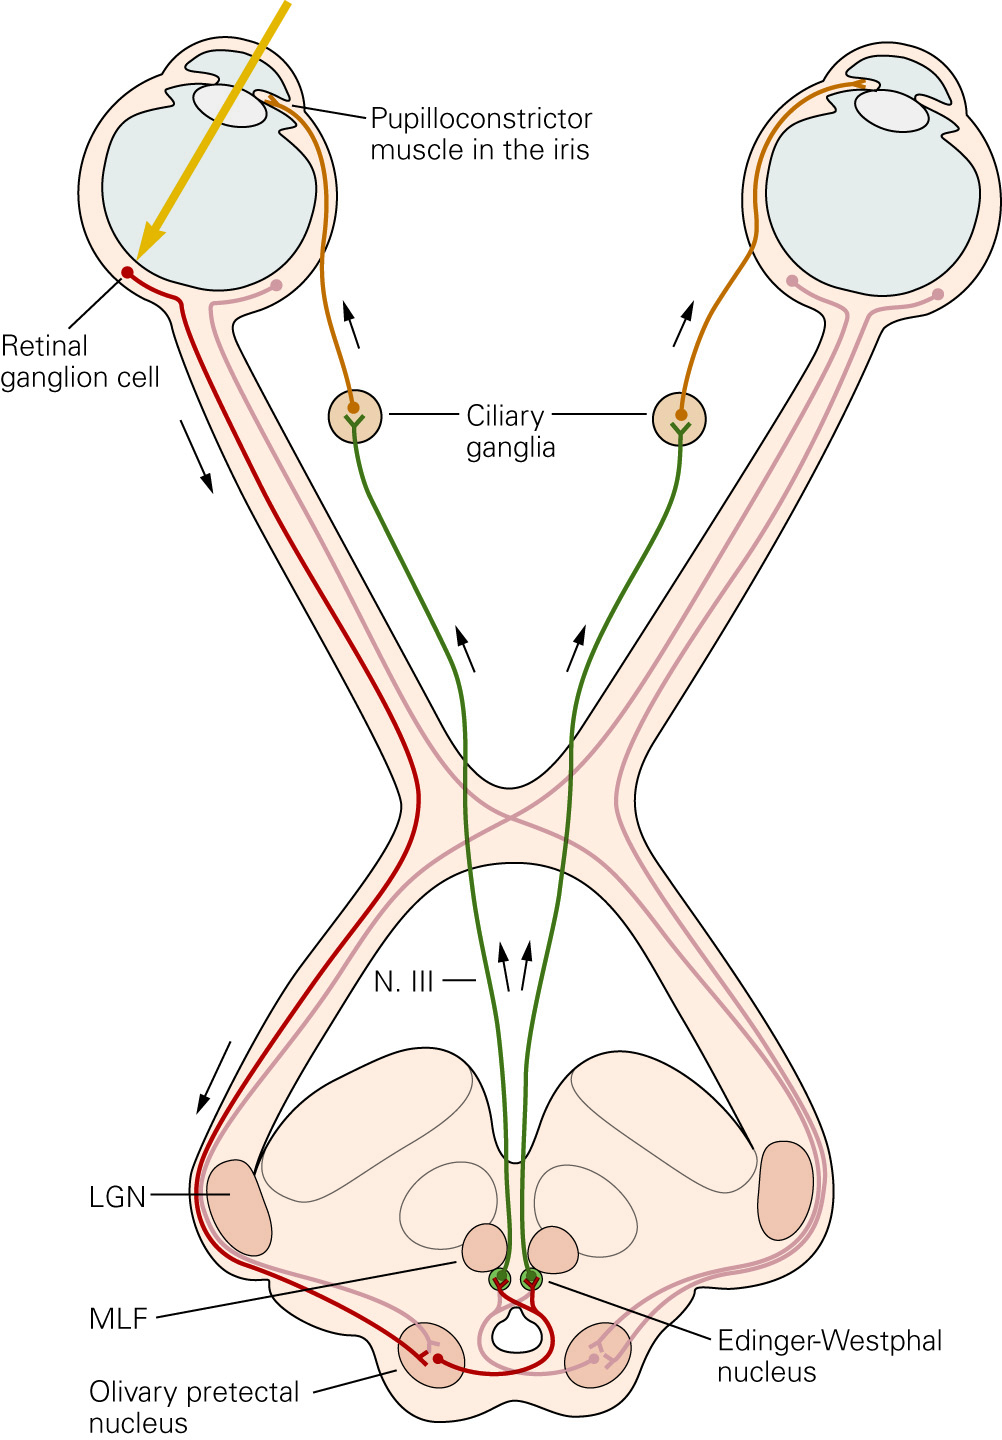 Pupilloconstrictor
muscle in the iris
Retinal
ganglion cell
Ciliary
ganglia
N. III
LGN
MLF
Edinger-Westphal
nucleus
Olivary pretectal
nucleus